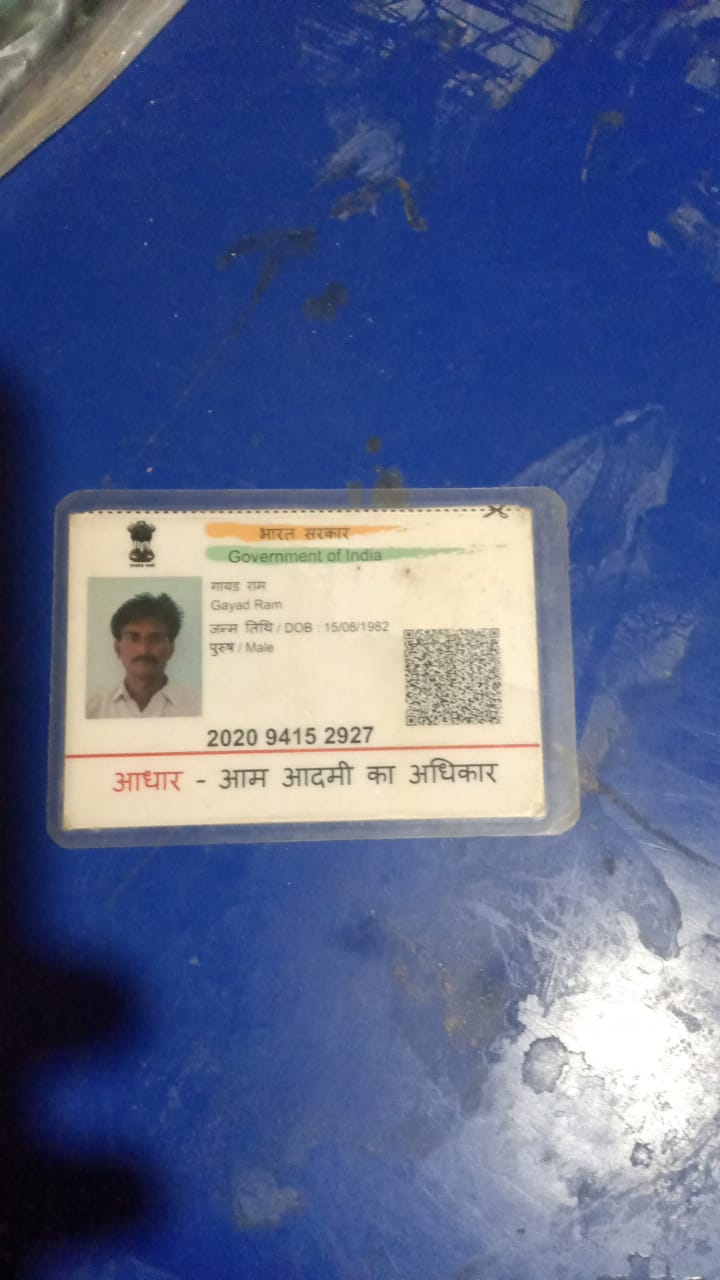 भारत सरकार
Government of India
गायड राम
Gayad Ram
जन्म तिथि / DOB : 15/08/1982
पुरुष / Male
2020 9415 2927
आधार - आम आदमी का अधिकार